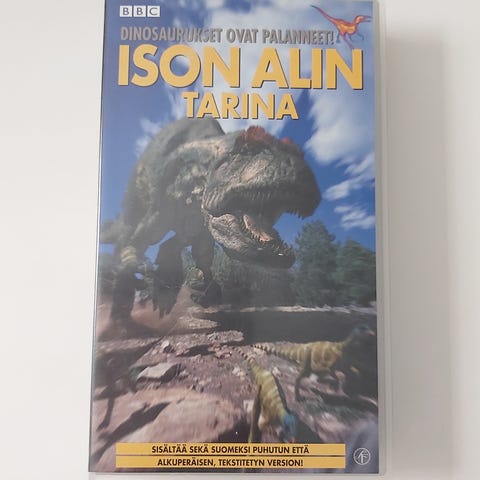 BBC
DINOSAURUKSET OVAT PALANNEET!
ISON ALIN
TARINA
SISÄLTÄÄ SEKÄ SUOMEKSI PUHUTUN ETTÄ
ALKUPERÄISEN, TEKSTITETYN VERSION!